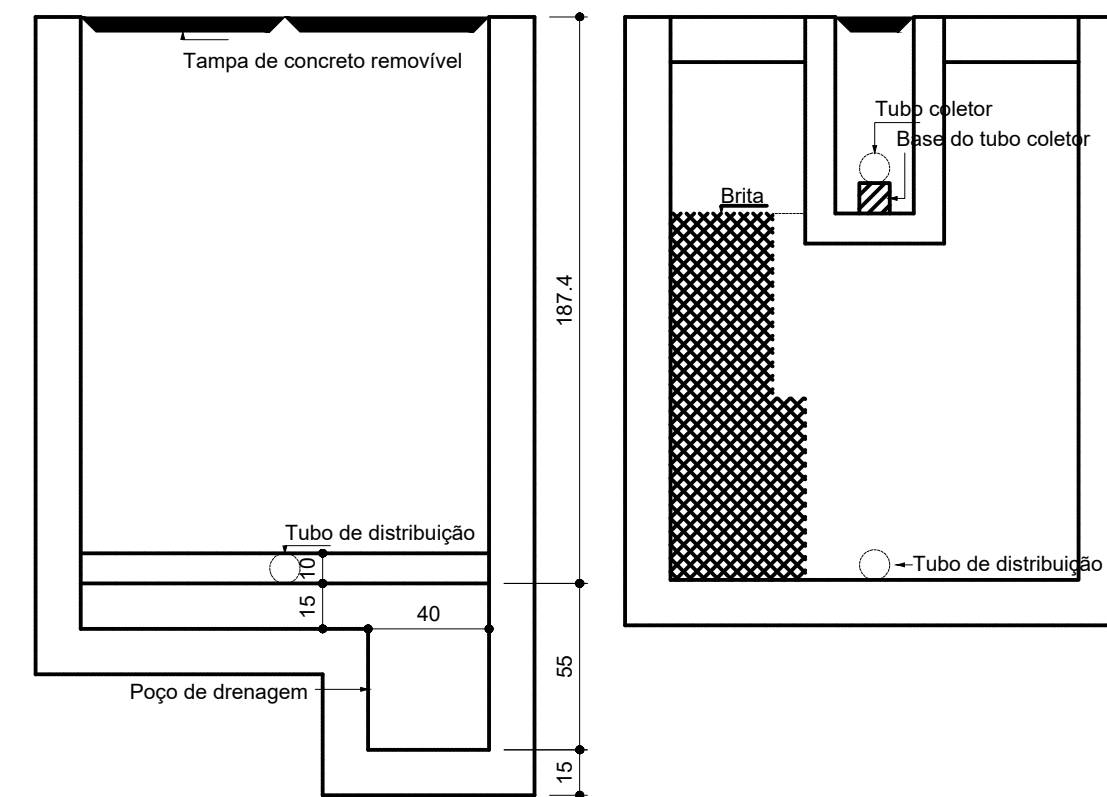 Tampa de concreto removível
187.4
Tubo de distribuição
10
15
40
55
Poço de drenagem
15
Tubo coletor
Base do tubo coletor
Brita
Tubo de distribuição